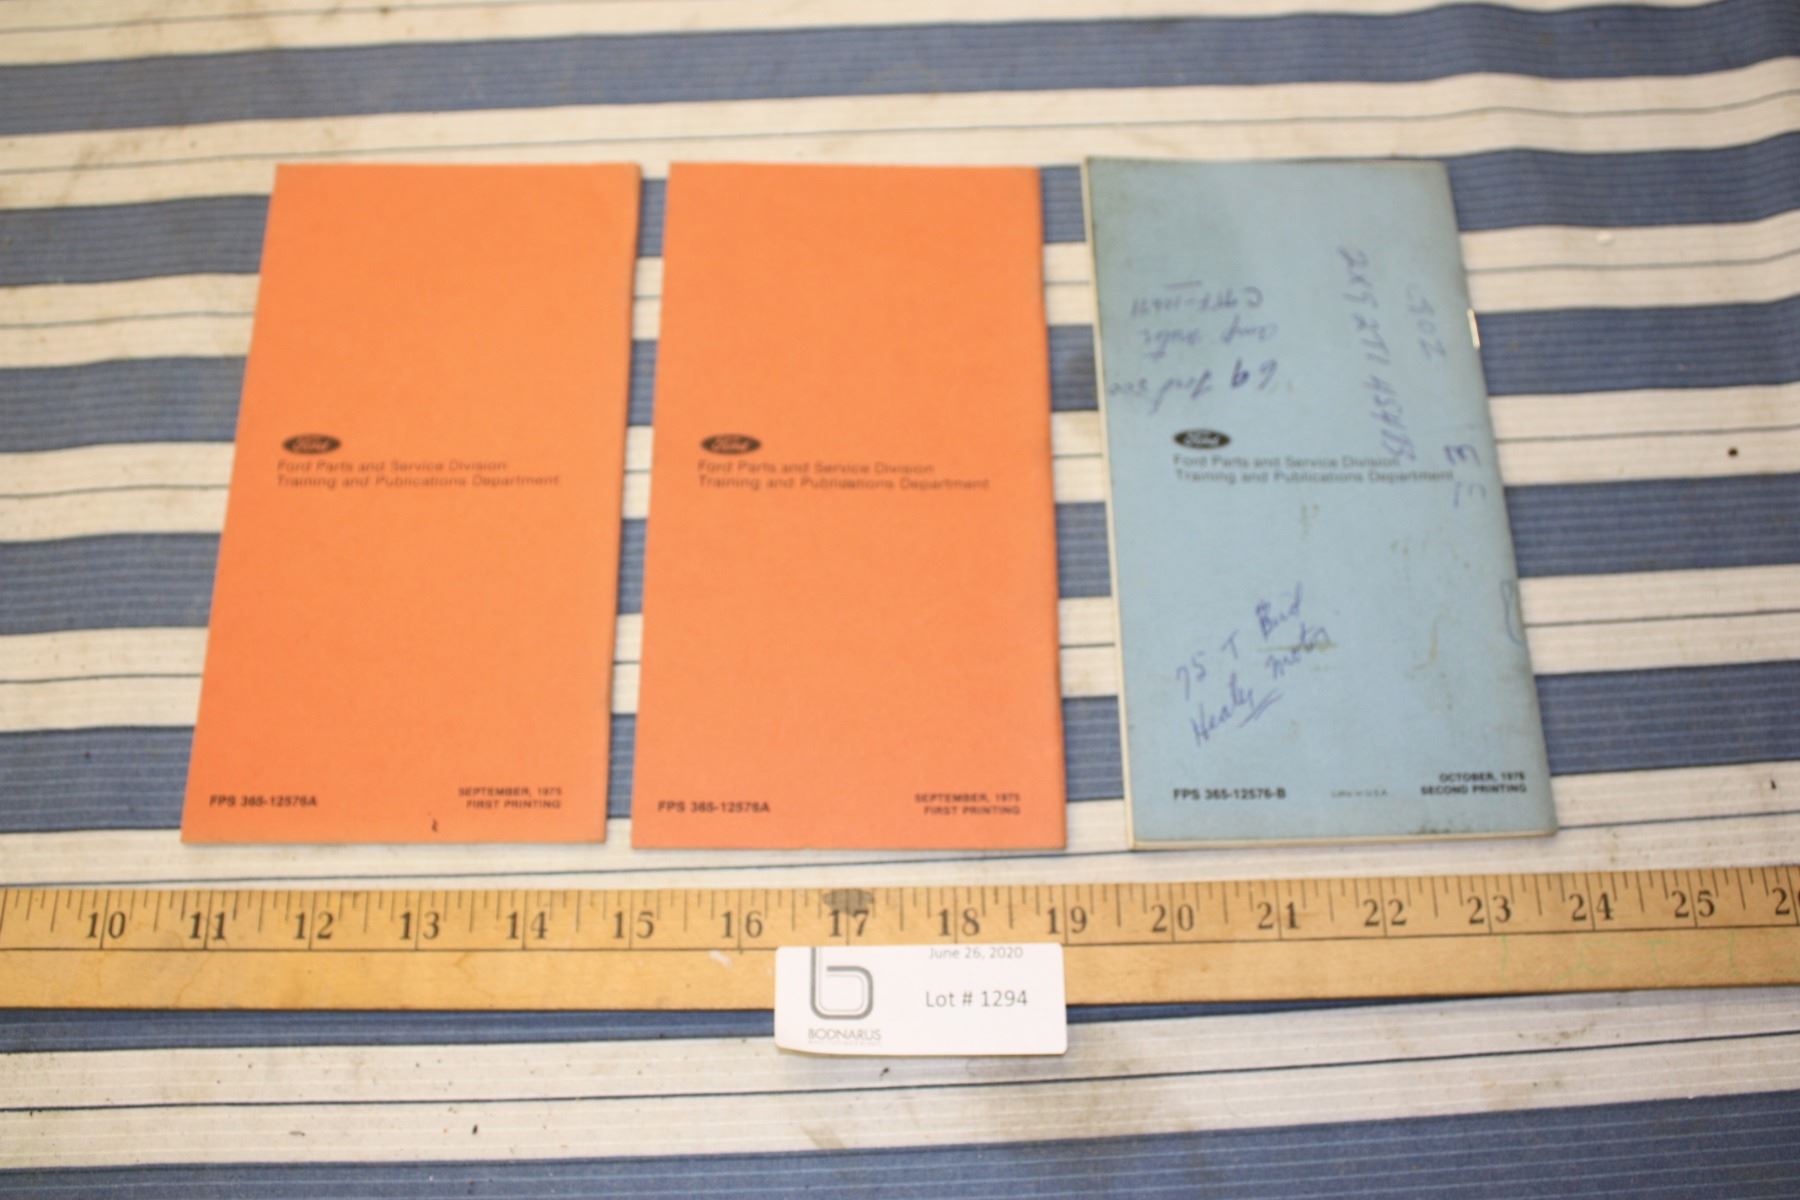 Ford
Ford Parts and Service Division
Training and Publications Department
FPS 365-12576A
SEPTEMBER, 1975
FIRST PRINTING
Ford
Ford Parts and Service Division
Training and Publications Department
FPS 365-12576A
SEPTEMBER, 1975
FIRST PRINTING
69 Ford
Ford
Ford Parts and Service Division
Training and Publications Department
75 T Bird
Heater Motor
FPS 365-12576-B
Litho in U.S.A.
OCTOBER, 1975
SECOND PRINTING
10 11 12 13 14 15 16 17 18 19 20 21 22 23 24 25
June 26, 2020
Lot # 1294
BODNARUS